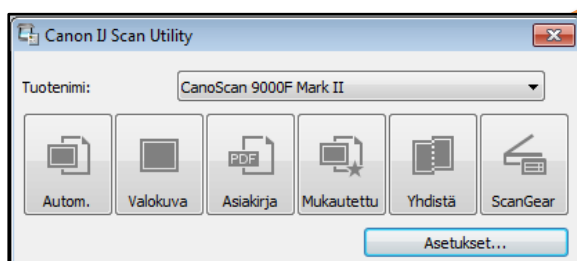 Canon IJ Scan Utility
Tuotenimi: CanoScan 9000F Mark II
PDF
Autom. Valokuva Asiakirja Mukautettu Yhdistä ScanGear
Asetukset...